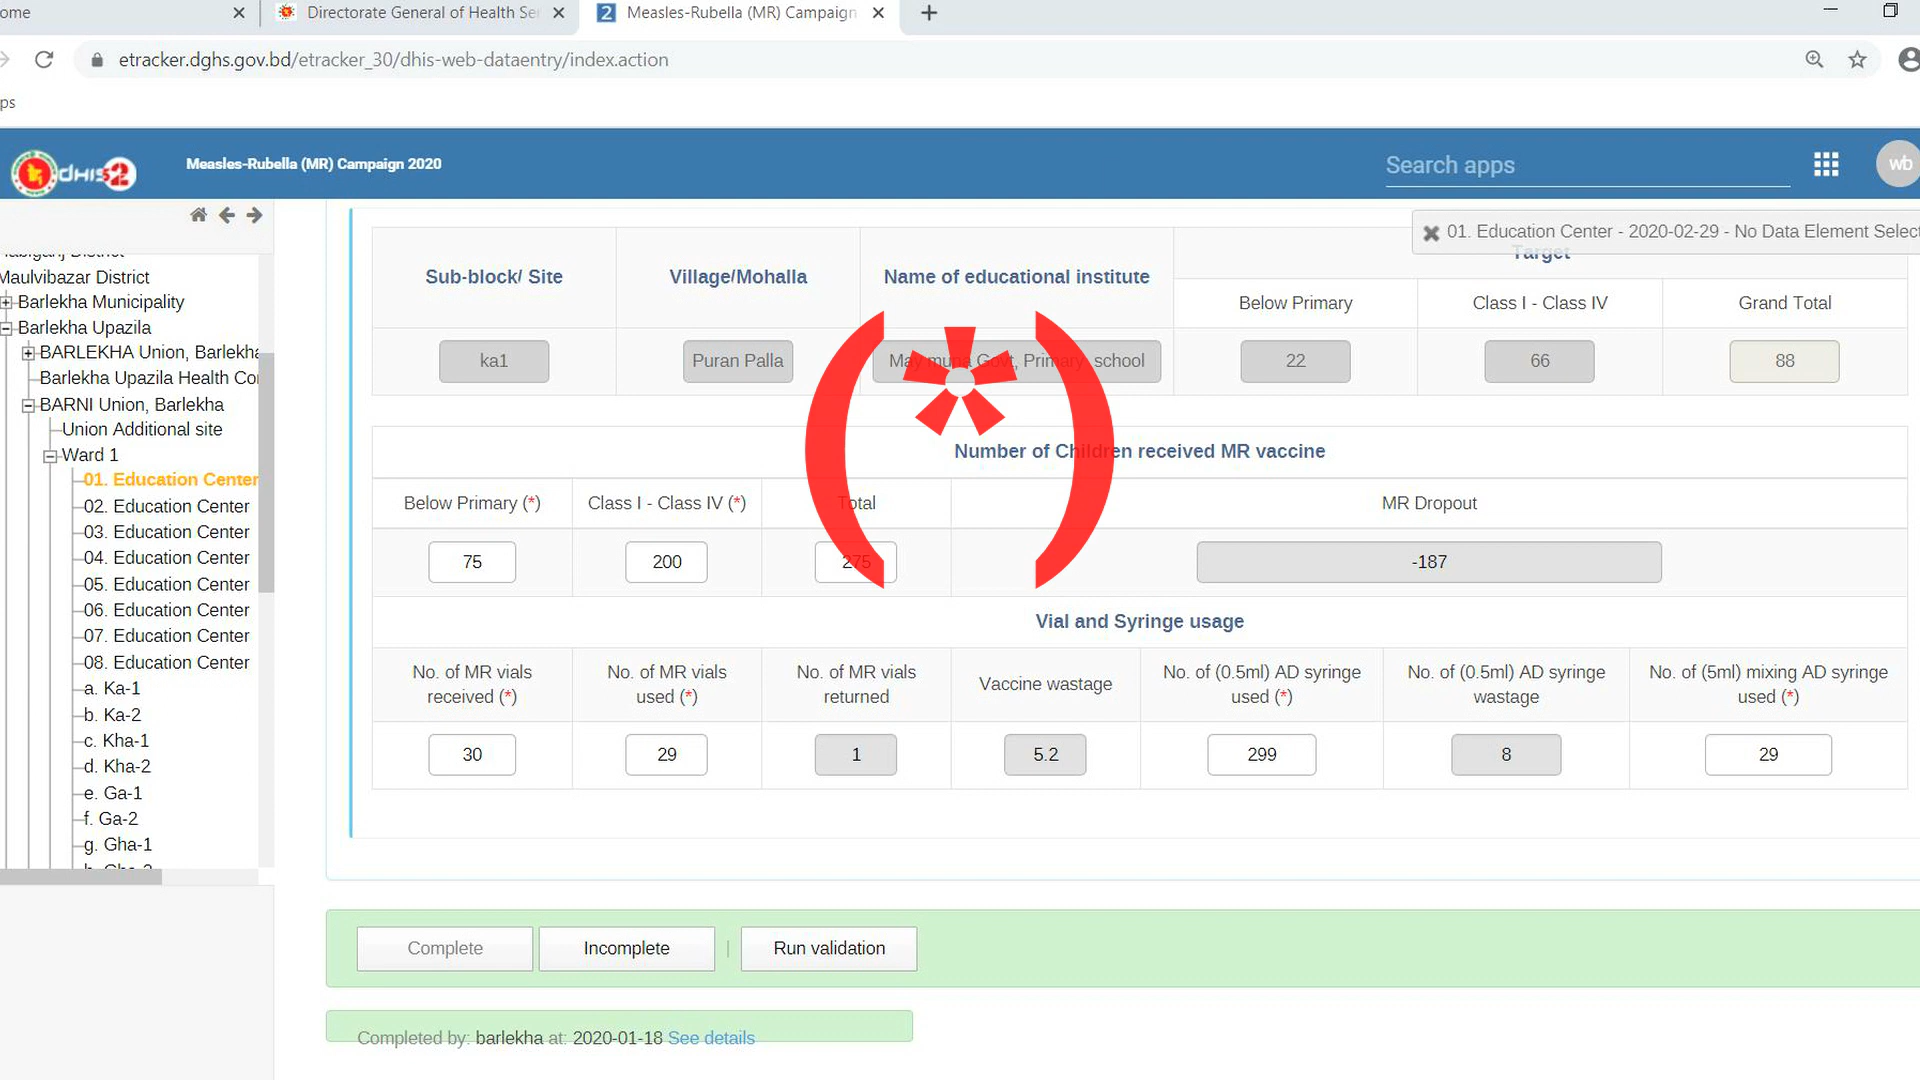 ome
Directorate General of Health Se
Measles-Rubella (MR) Campaign
etracker.dghs.gov.bd/etracker_30/dhis-web-dataentry/index.action
ps
dhis2
Measles-Rubella (MR) Campaign 2020
Search apps
wb
01. Education Center - 2020-02-29 - No Data Element Select
Maulvibazar District
Barlekha Municipality
Barlekha Upazila
BARLEKHA Union, Barlekha
Barlekha Upazila Health Co
BARNI Union, Barlekha
Union Additional site
Ward 1
01. Education Center
02. Education Center
03. Education Center
04. Education Center
05. Education Center
06. Education Center
07. Education Center
08. Education Center
a. Ka-1
b. Ka-2
c. Kha-1
d. Kha-2
e. Ga-1
f. Ga-2
g. Gha-1
Sub-block/ Site
Village/Mohalla
Name of educational institute
Target
Below Primary
Class I - Class IV
Grand Total
ka1
Puran Palla
Primary school
22
66
88
(*)
Number of Children received MR vaccine
Below Primary (*)
Class I - Class IV (*)
Total
MR Dropout
75
200
275
-187
Vial and Syringe usage
No. of MR vials
received (*)
No. of MR vials
used (*)
No. of MR vials
returned
Vaccine wastage
No. of (0.5ml) AD syringe
used (*)
No. of (0.5ml) AD syringe
wastage
No. of (5ml) mixing AD syringe
used (*)
30
29
1
5.2
299
8
29
Complete
Incomplete
Run validation
Completed by: barlekha at: 2020-01-18 See details